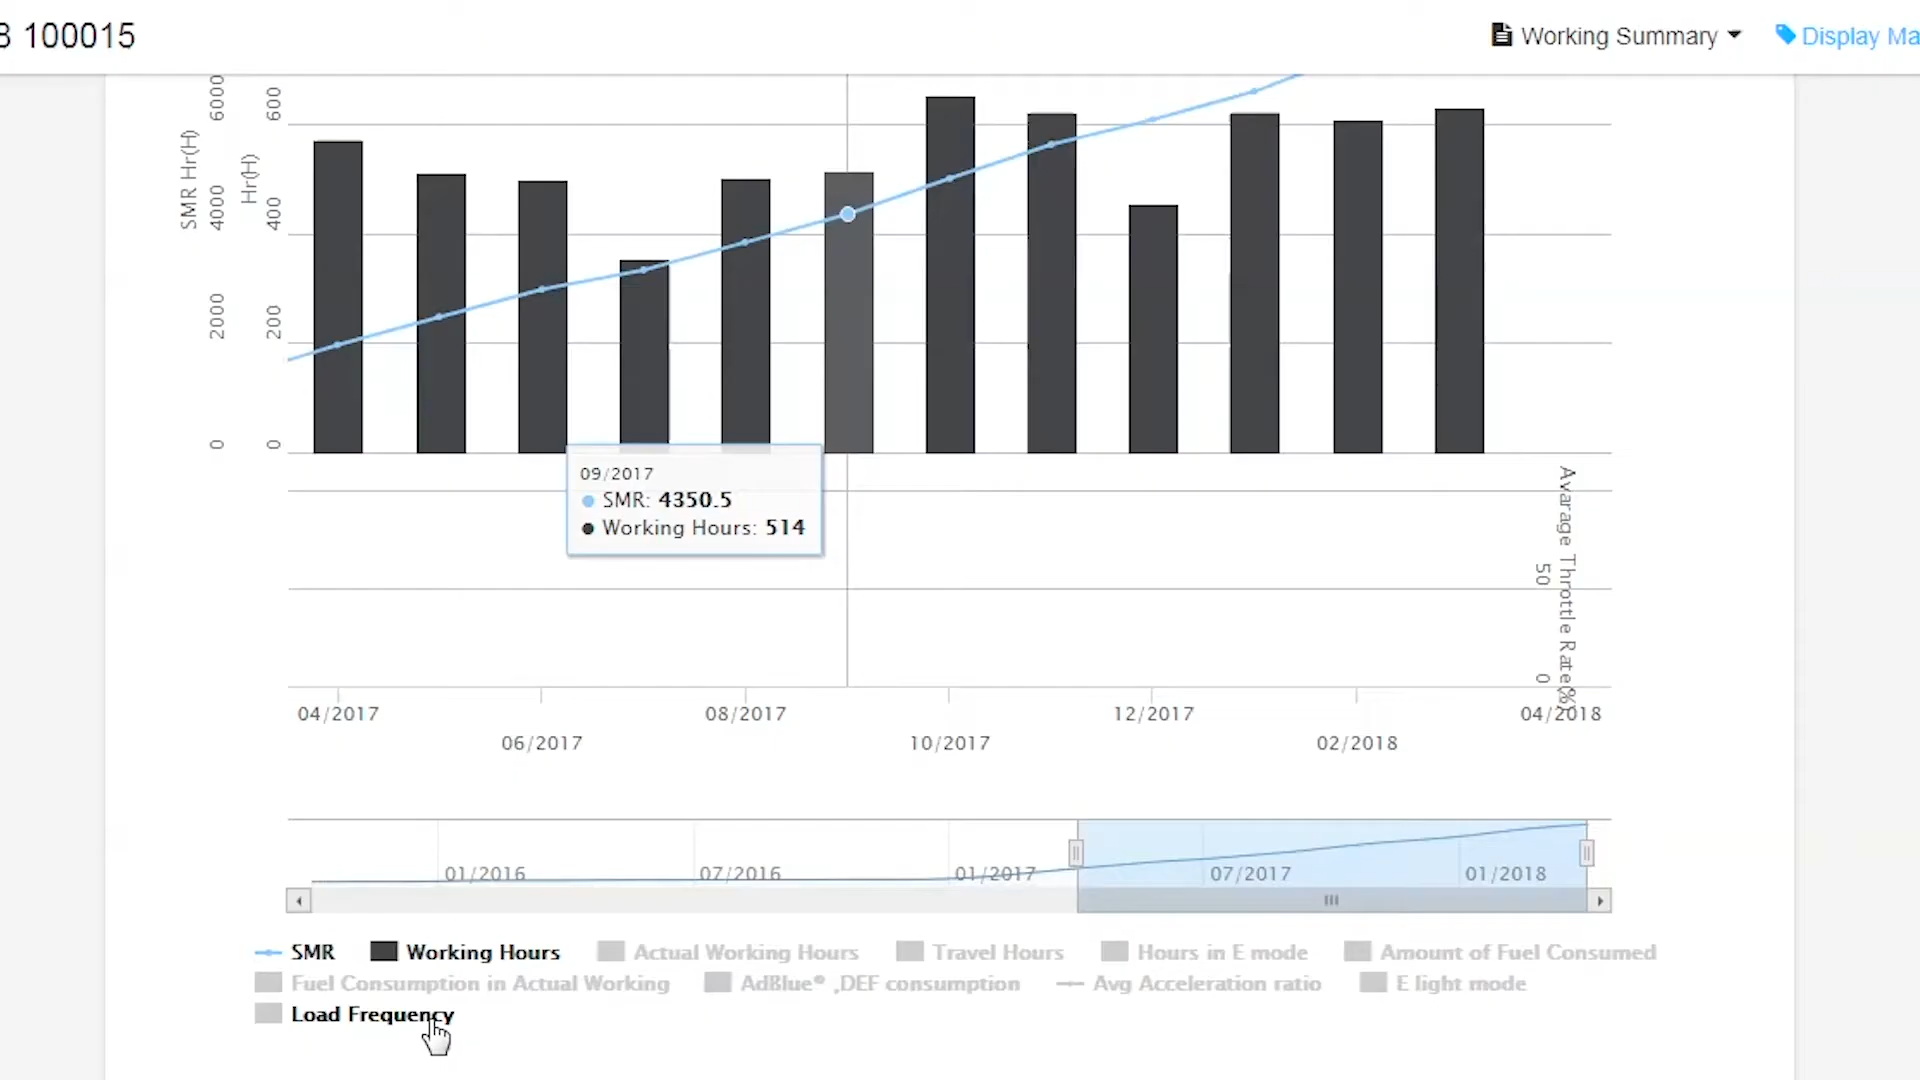 8 100015
Working Summary
Display Ma
SMR Hr(H)
6000
4000
2000
0
Hr(H)
600
400
200
0
09/2017
SMR: 4350.5
Working Hours: 514
Avarage Throttle Rate(%)
50
0
04/2017
06/2017
08/2017
10/2017
12/2017
02/2018
04/2018
01/2016
07/2016
01/2017
07/2017
01/2018
SMR Working Hours Actual Working Hours Travel Hours Hours in E mode Amount of Fuel Consumed
Fuel Consumption in Actual Working AdBlue® ,DEF consumption Avg Acceleration ratio E light mode
Load Frequency